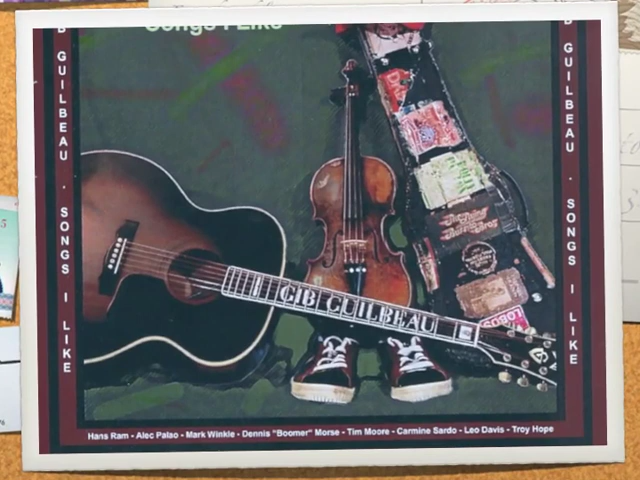 Songs I Like
B GUILBEAU · SONGS I LIKE
B GUILBEAU · SONGS I LIKE
GIB GUILBEAU
LOBOS
Hans Ram - Alec Palao - Mark Winkle - Dennis "Boomer" Morse - Tim Moore - Carmine Sardo - Leo Davis - Troy Hope